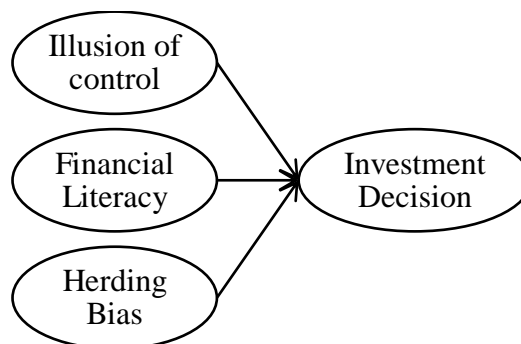 Illusion of
control
Financial
Literacy
Investment
Decision
Herding
Bias